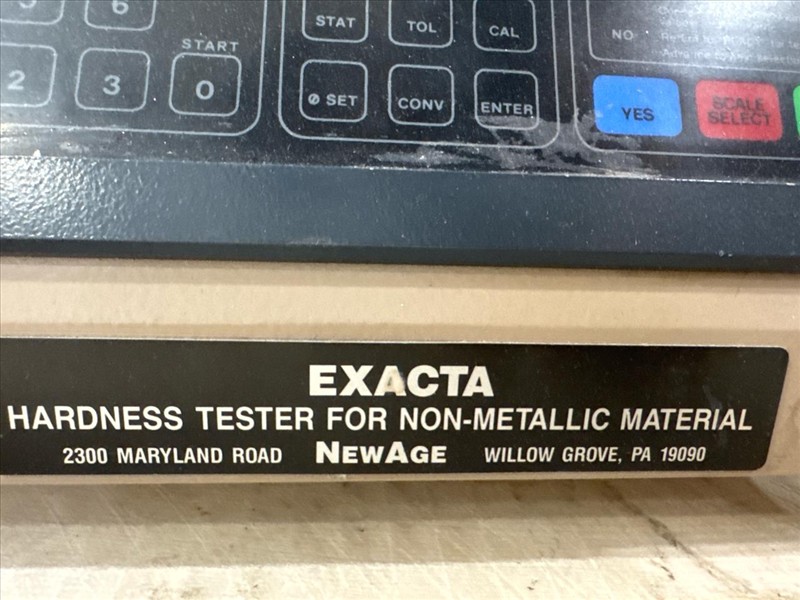 6
STAT TOL CAL
NO
START
2 3 0
Ø SET CONV ENTER
YES SCALE SELECT
EXACTA
HARDNESS TESTER FOR NON-METALLIC MATERIAL
2300 MARYLAND ROAD NEWAGE WILLOW GROVE, PA 19090